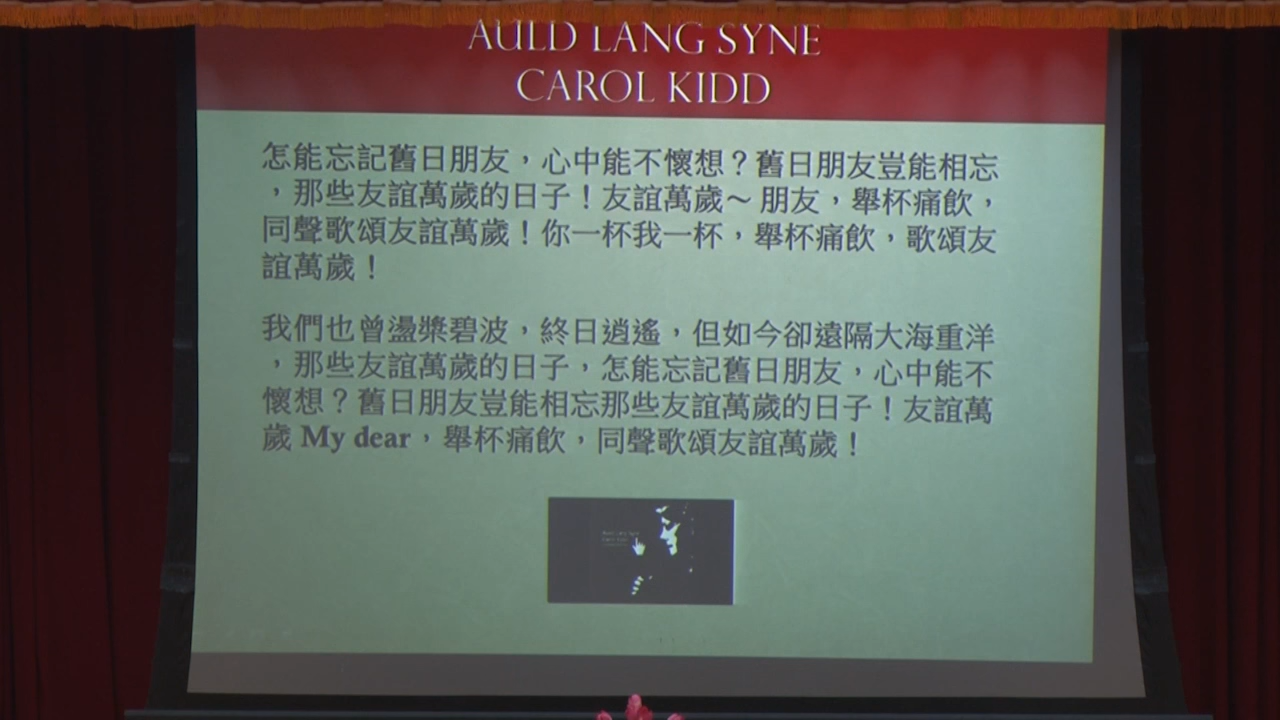 AULD LANG SYNE
CAROL KIDD
怎能忘記舊日朋友，心中能不懷想？舊日朋友豈能相忘
，那些友誼萬歲的日子！友誼萬歲～ 朋友，舉杯痛飲，
同聲歌頌友誼萬歲！你一杯我一杯，舉杯痛飲，歌頌友
誼萬歲！
我們也曾盪槳碧波，終日逍遙，但如今卻遠隔大海重洋
，那些友誼萬歲的日子，怎能忘記舊日朋友，心中能不
懷想？舊日朋友豈能相忘那些友誼萬歲的日子！友誼萬
歲 My dear，舉杯痛飲，同聲歌頌友誼萬歲！